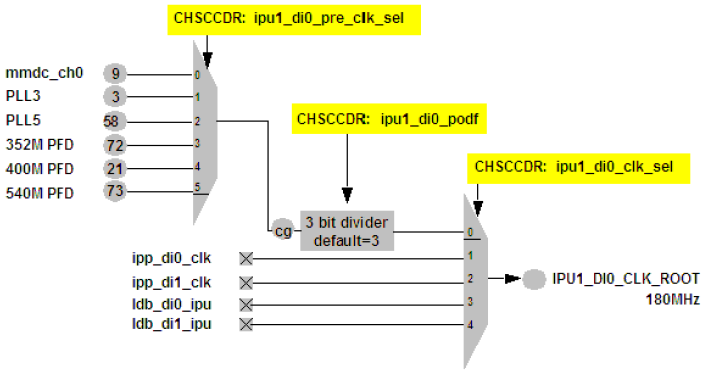 CHSCCDR: ipu1_di0_pre_clk_sel
mmdc_ch0 9 0
PLL3 3 1
PLL5 58 2
352M PFD 72 3
400M PFD 21 4
540M PFD 73 5
CHSCCDR: ipu1_di0_podf
CHSCCDR: ipu1_di0_clk_sel
cg
3 bit divider
default=3
0
ipp_di0_clk 1
ipp_di1_clk 2
ldb_di0_ipu 3
ldb_di1_ipu 4
IPU1_DI0_CLK_ROOT
180MHz